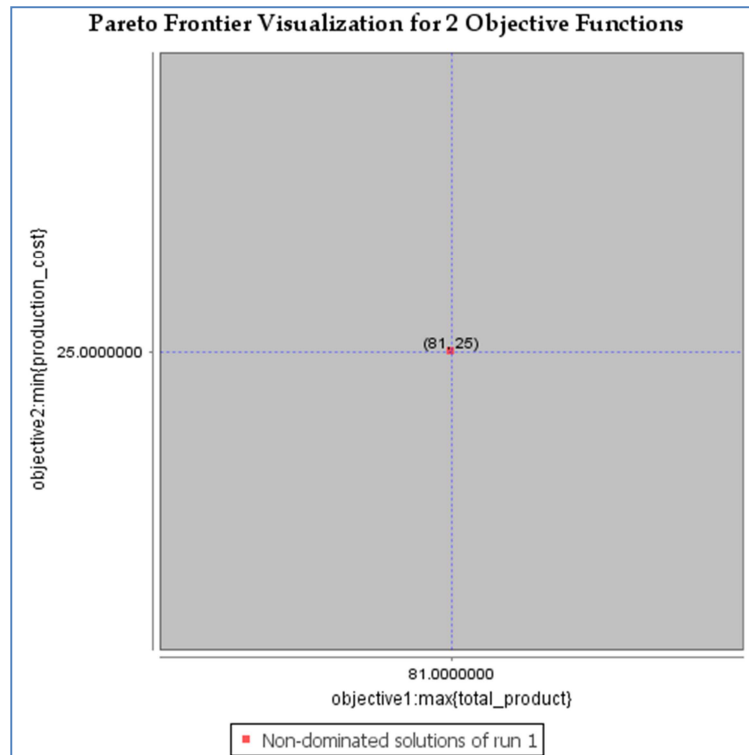 Pareto Frontier Visualization for 2 Objective Functions
objective2:min{production_cost}
25.0000000
(81, 25)
81.0000000
objective1:max{total_product}
Non-dominated solutions of run 1